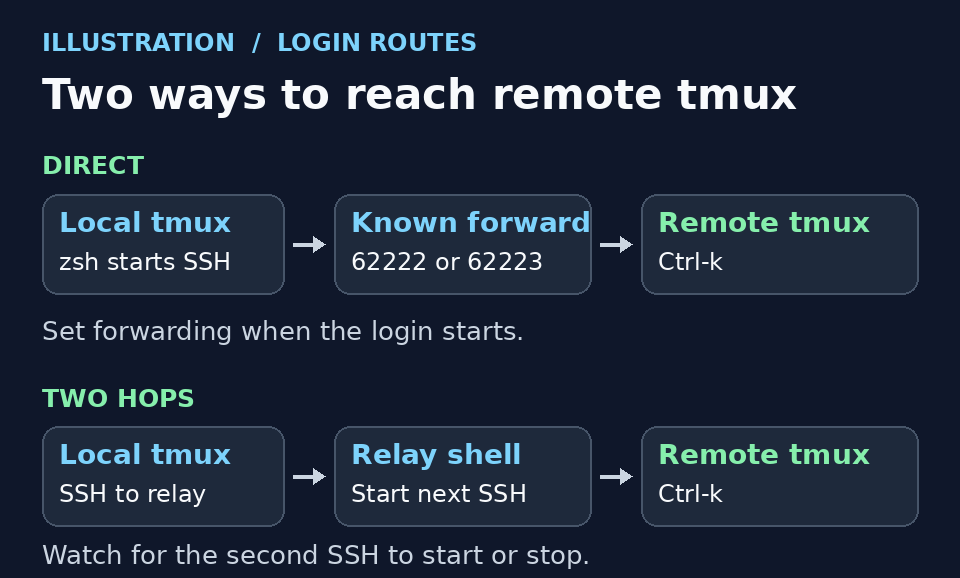 ILLUSTRATION / LOGIN ROUTES
Two ways to reach remote tmux
DIRECT
Local tmux
zsh starts SSH
Known forward
62222 or 62223
Remote tmux
Ctrl-k
Set forwarding when the login starts.
TWO HOPS
Local tmux
SSH to relay
Relay shell
Start next SSH
Remote tmux
Ctrl-k
Watch for the second SSH to start or stop.